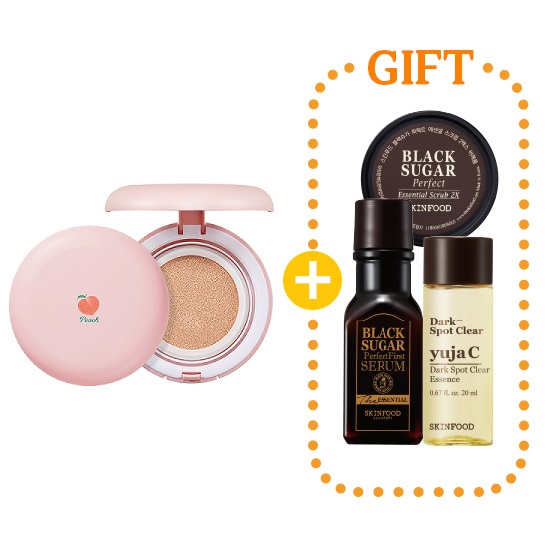 GIFT
BLACK
SUGAR
Perfect
Essential Scrub 2X
SKINFOOD
Peach
+
BLACK
SUGAR
PerfectFirst
SERUM
The ESSENTIAL
SKINFOOD
Dark-
Spot Clear
yuja C
Dark Spot Clear
Essence
0.67 fl. oz 20 ml
SKINFOOD